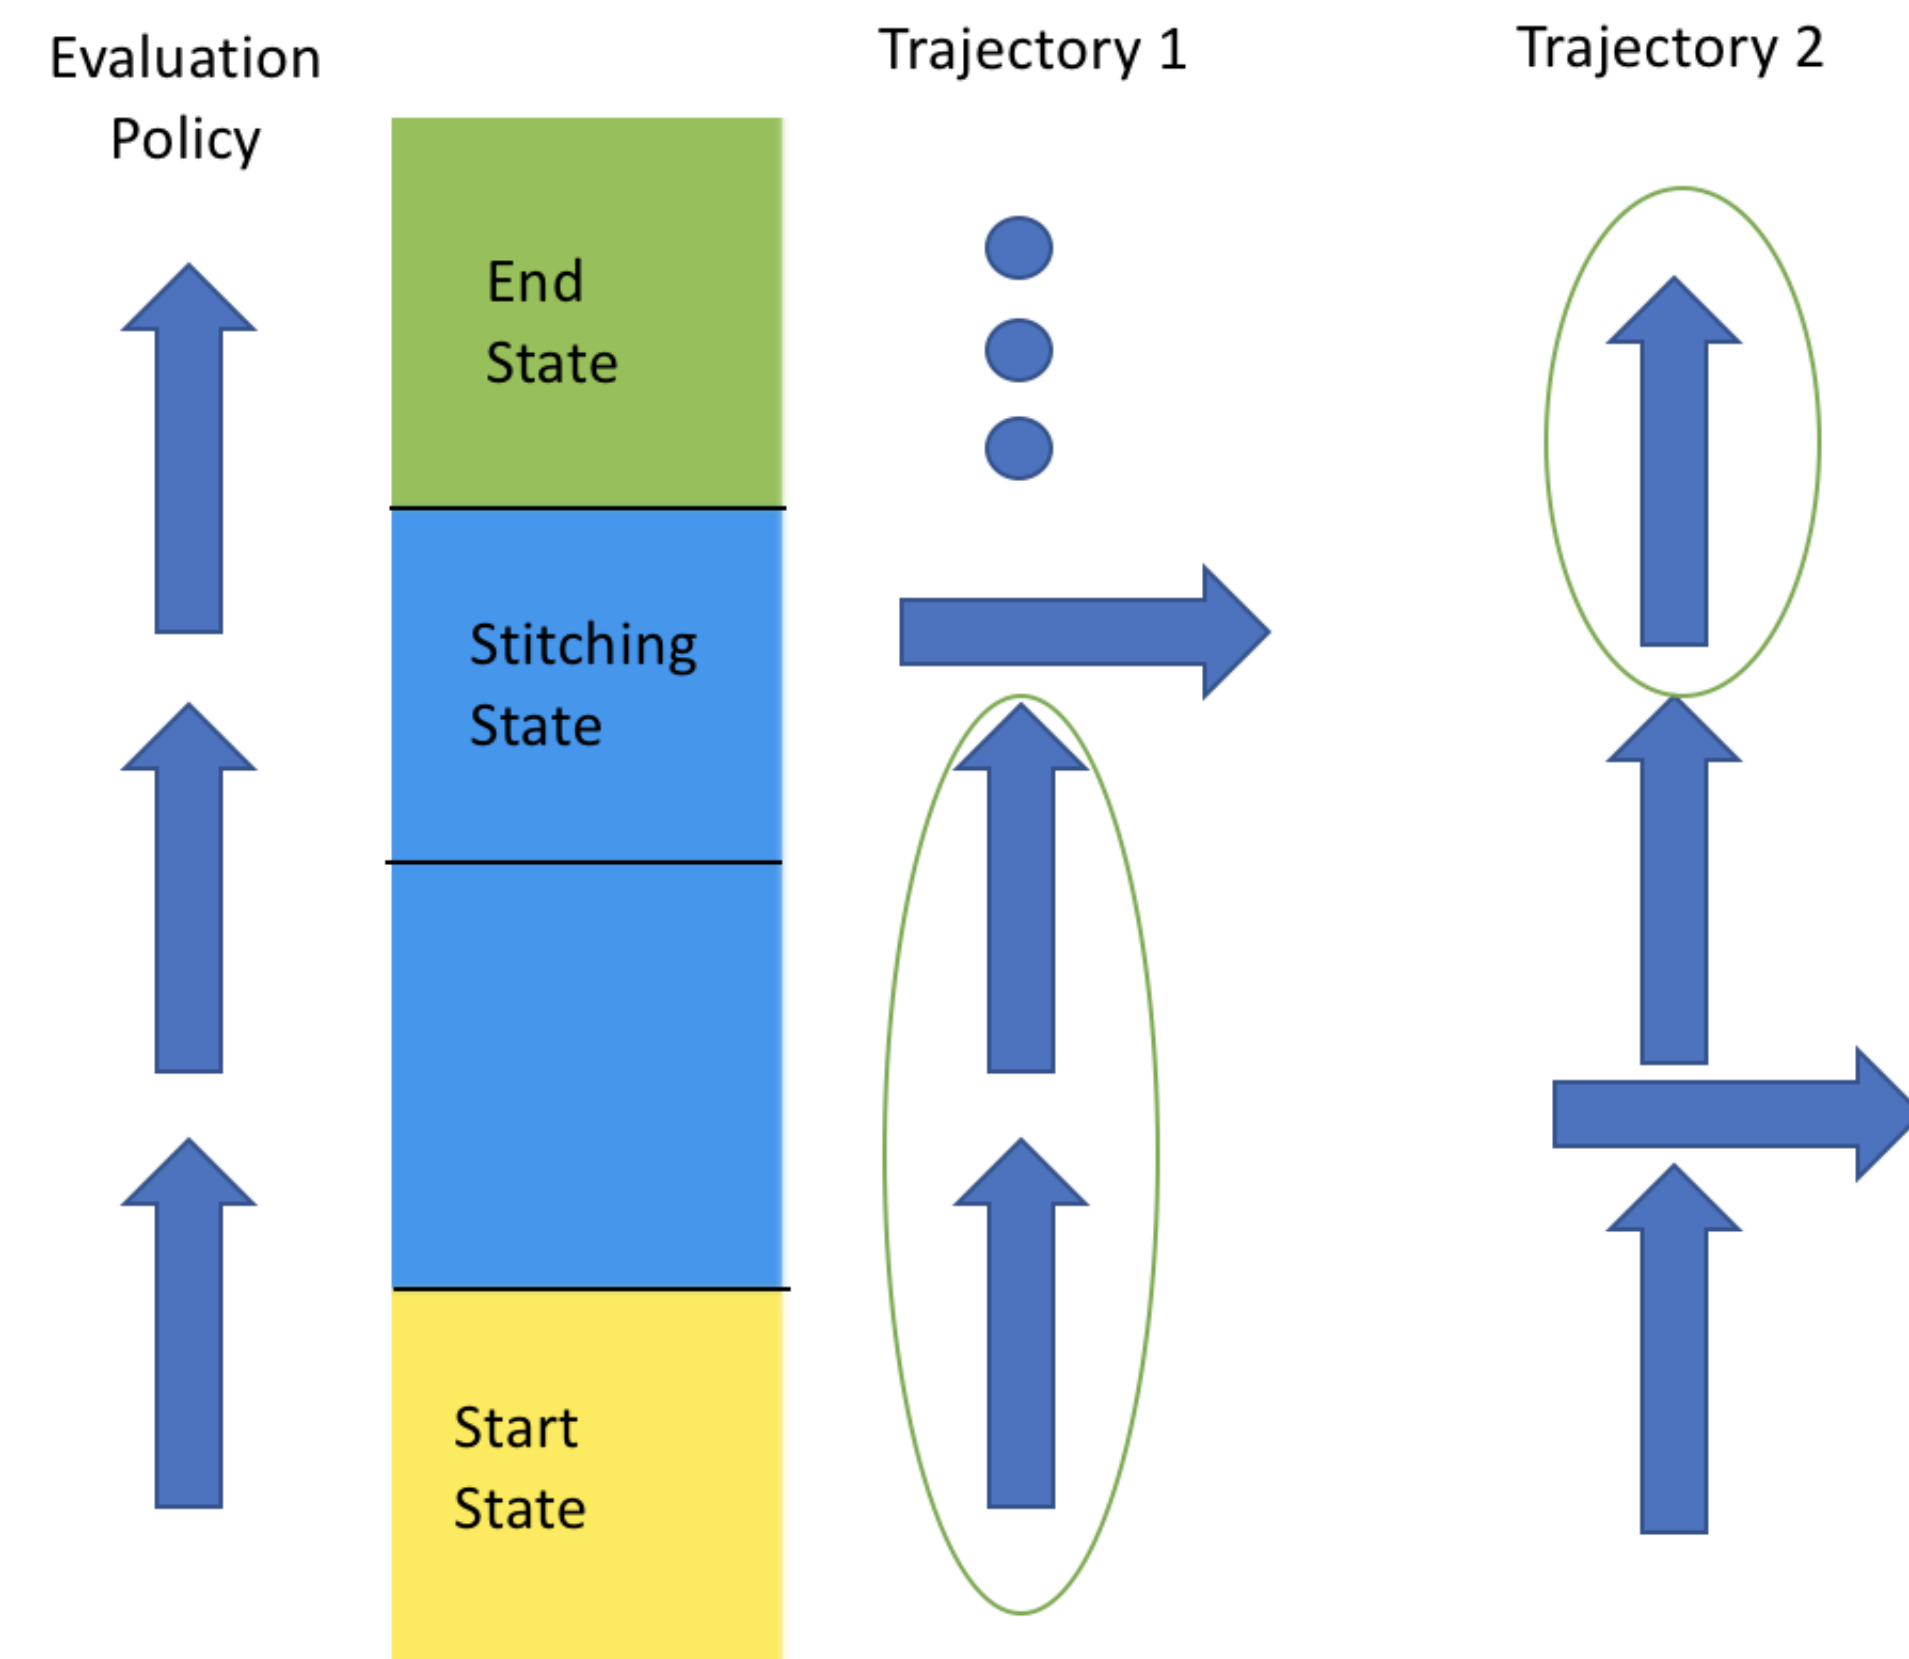 Evaluation
Policy
Trajectory 1
Trajectory 2
End
State
Stitching
State
Start
State